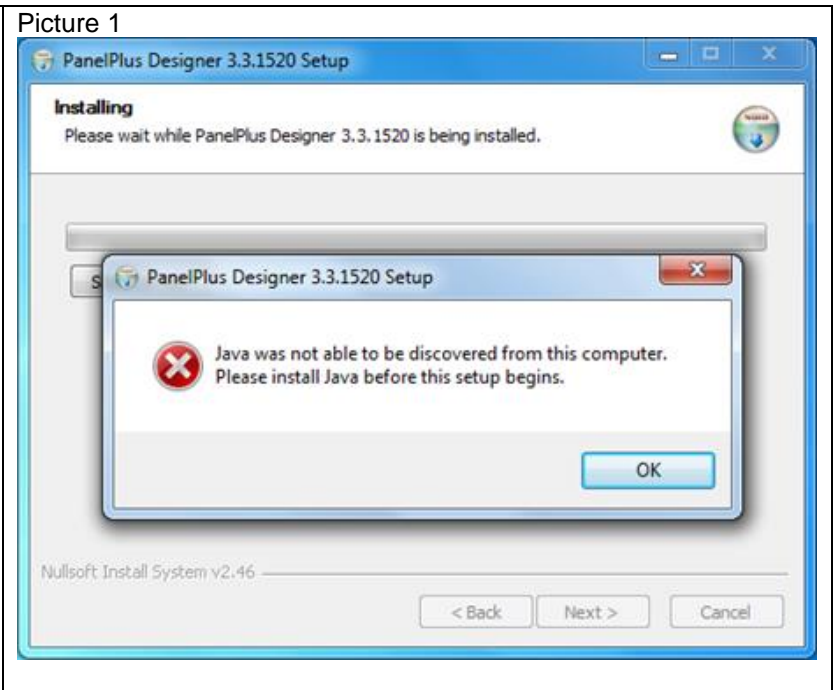 Picture 1
PanelPlus Designer 3.3.1520 Setup
Installing
Please wait while PanelPlus Designer 3.3.1520 is being installed.
S
PanelPlus Designer 3.3.1520 Setup
Java was not able to be discovered from this computer.
Please install Java before this setup begins.
OK
Nullsoft Install System v2.46
< Back Next > Cancel